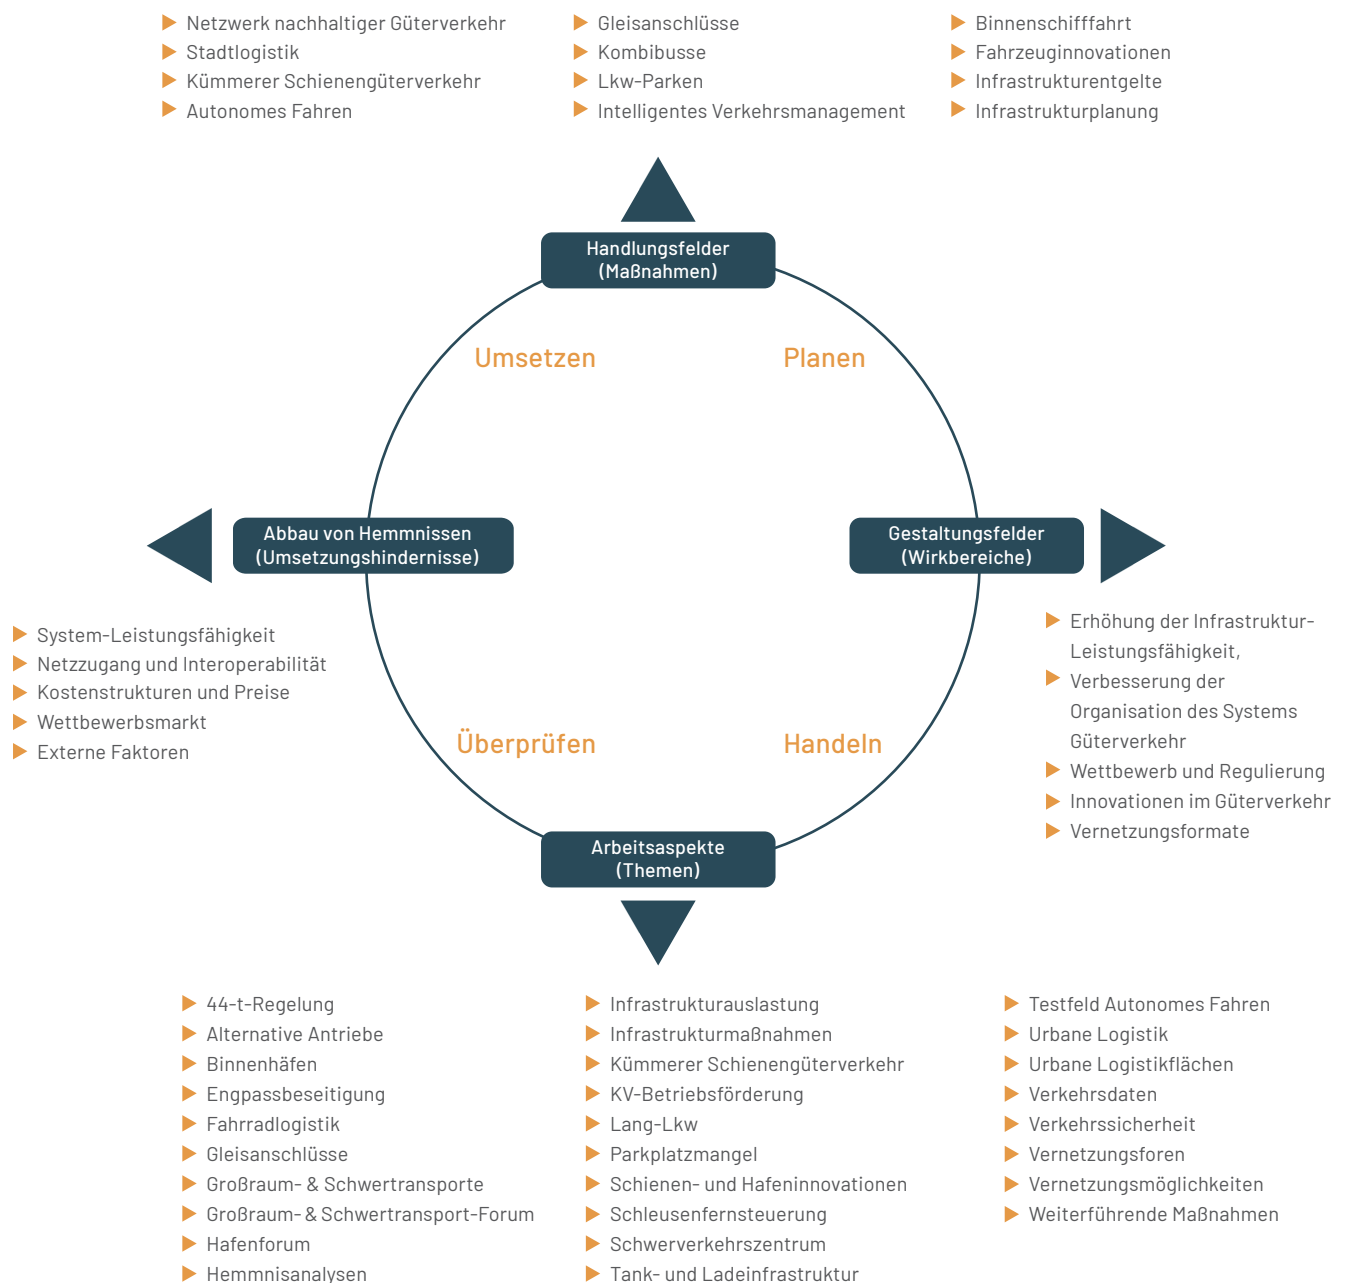 Netzwerk nachhaltiger Güterverkehr
Stadtlogistik
Kümmerer Schienengüterverkehr
Autonomes Fahren
Gleisanschlüsse
Kombibusse
Lkw-Parken
Intelligentes Verkehrsmanagement
Binnenschifffahrt
Fahrzeuginnovationen
Infrastrukturentgelte
Infrastrukturplanung
Handlungsfelder
(Maßnahmen)
Umsetzen
Planen
Abbau von Hemmnissen
(Umsetzungshindernisse)
Gestaltungsfelder
(Wirkbereiche)
System-Leistungsfähigkeit
Netzzugang und Interoperabilität
Kostenstrukturen und Preise
Wettbewerbsmarkt
Externe Faktoren
Erhöhung der Infrastruktur-
Leistungsfähigkeit,
Verbesserung der
Organisation des Systems
Güterverkehr
Wettbewerb und Regulierung
Innovationen im Güterverkehr
Vernetzungsformate
Überprüfen
Handeln
Arbeitsaspekte
(Themen)
44-t-Regelung
Alternative Antriebe
Binnenhäfen
Engpassbeseitigung
Fahrradlogistik
Gleisanschlüsse
Großraum- & Schwertransporte
Großraum- & Schwertransport-Forum
Hafenforum
Hemmnisanalysen
Infrastrukturauslastung
Infrastrukturmaßnahmen
Kümmerer Schienengüterverkehr
KV-Betriebsförderung
Lang-Lkw
Parkplatzmangel
Schienen- und Hafeninnovationen
Schleusenfernsteuerung
Schwerverkehrszentrum
Tank- und Ladeinfrastruktur
Testfeld Autonomes Fahren
Urbane Logistik
Urbane Logistikflächen
Verkehrsdaten
Verkehrssicherheit
Vernetzungsforen
Vernetzungsmöglichkeiten
Weiterführende Maßnahmen